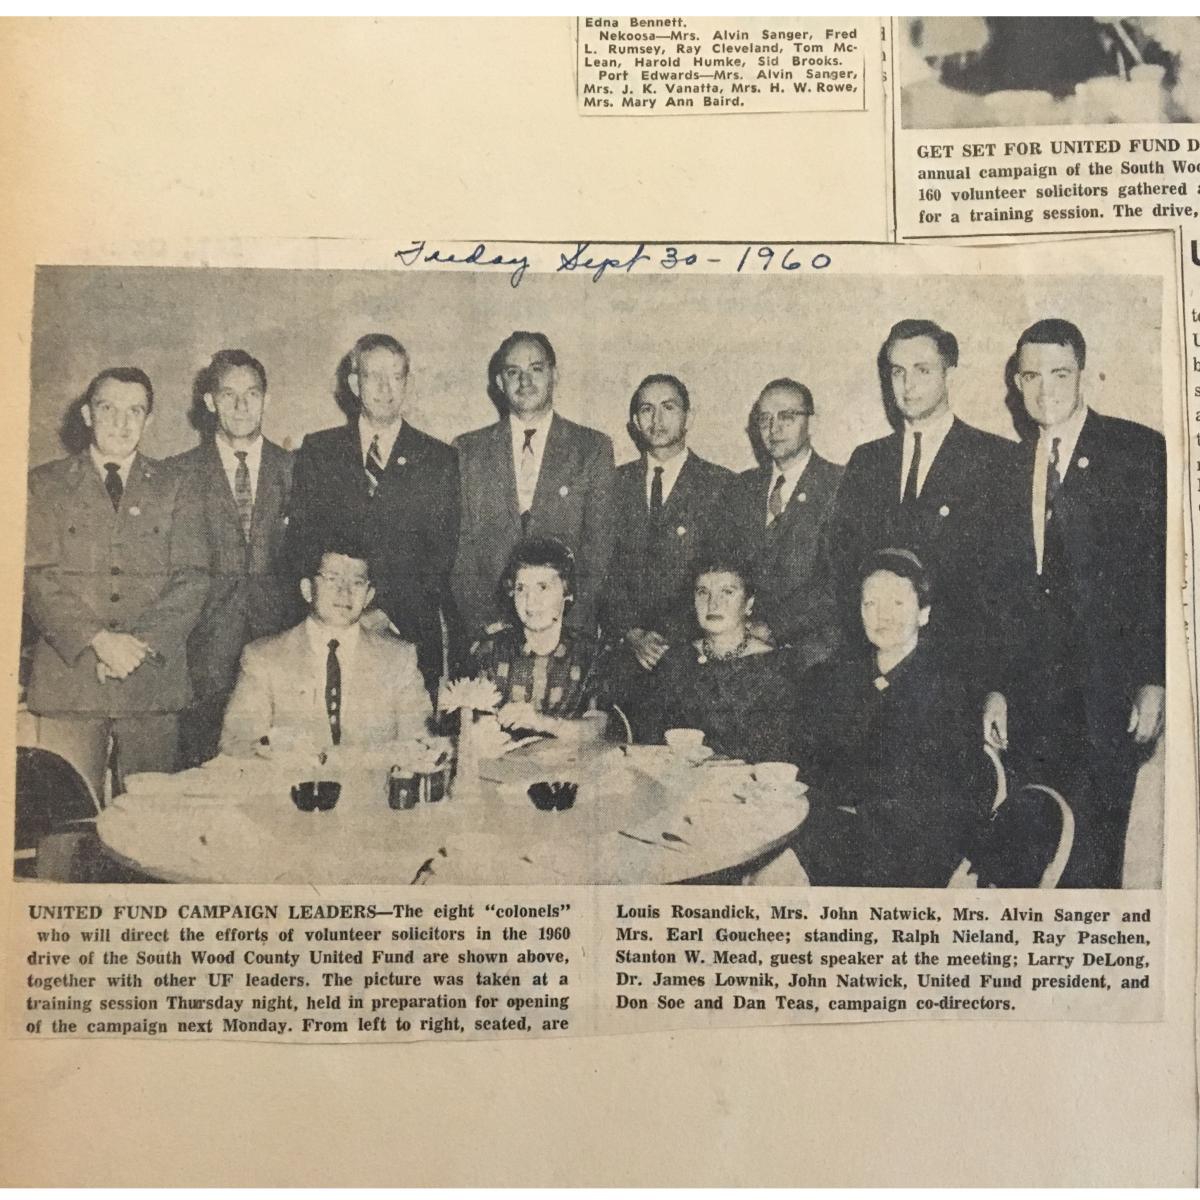 Edna Bennett.
Nekoosa—Mrs. Alvin Sanger, Fred
L. Rumsey, Ray Cleveland, Tom Mc-
Lean, Harold Humke, Sid Brooks.
Port Edwards—Mrs. Alvin Sanger,
Mrs. J. K. Vanatta, Mrs. H. W. Rowe,
Mrs. Mary Ann Baird.
GET SET FOR UNITED FUND D
annual campaign of the South Woo
160 volunteer solicitors gathered
for a training session. The drive,
Friday Sept 30 - 1960
UNITED FUND CAMPAIGN LEADERS—The eight "colonels"
who will direct the efforts of volunteer solicitors in the 1960
drive of the South Wood County United Fund are shown above,
together with other UF leaders. The picture was taken at a
training session Thursday night, held in preparation for opening
of the campaign next Monday. From left to right, seated, are
Louis Rosandick, Mrs. John Natwick, Mrs. Alvin Sanger and
Mrs. Earl Gouchee; standing, Ralph Nieland, Ray Paschen,
Stanton W. Mead, guest speaker at the meeting; Larry DeLong,
Dr. James Lownik, John Natwick, United Fund president, and
Don Soe and Dan Teas, campaign co-directors.